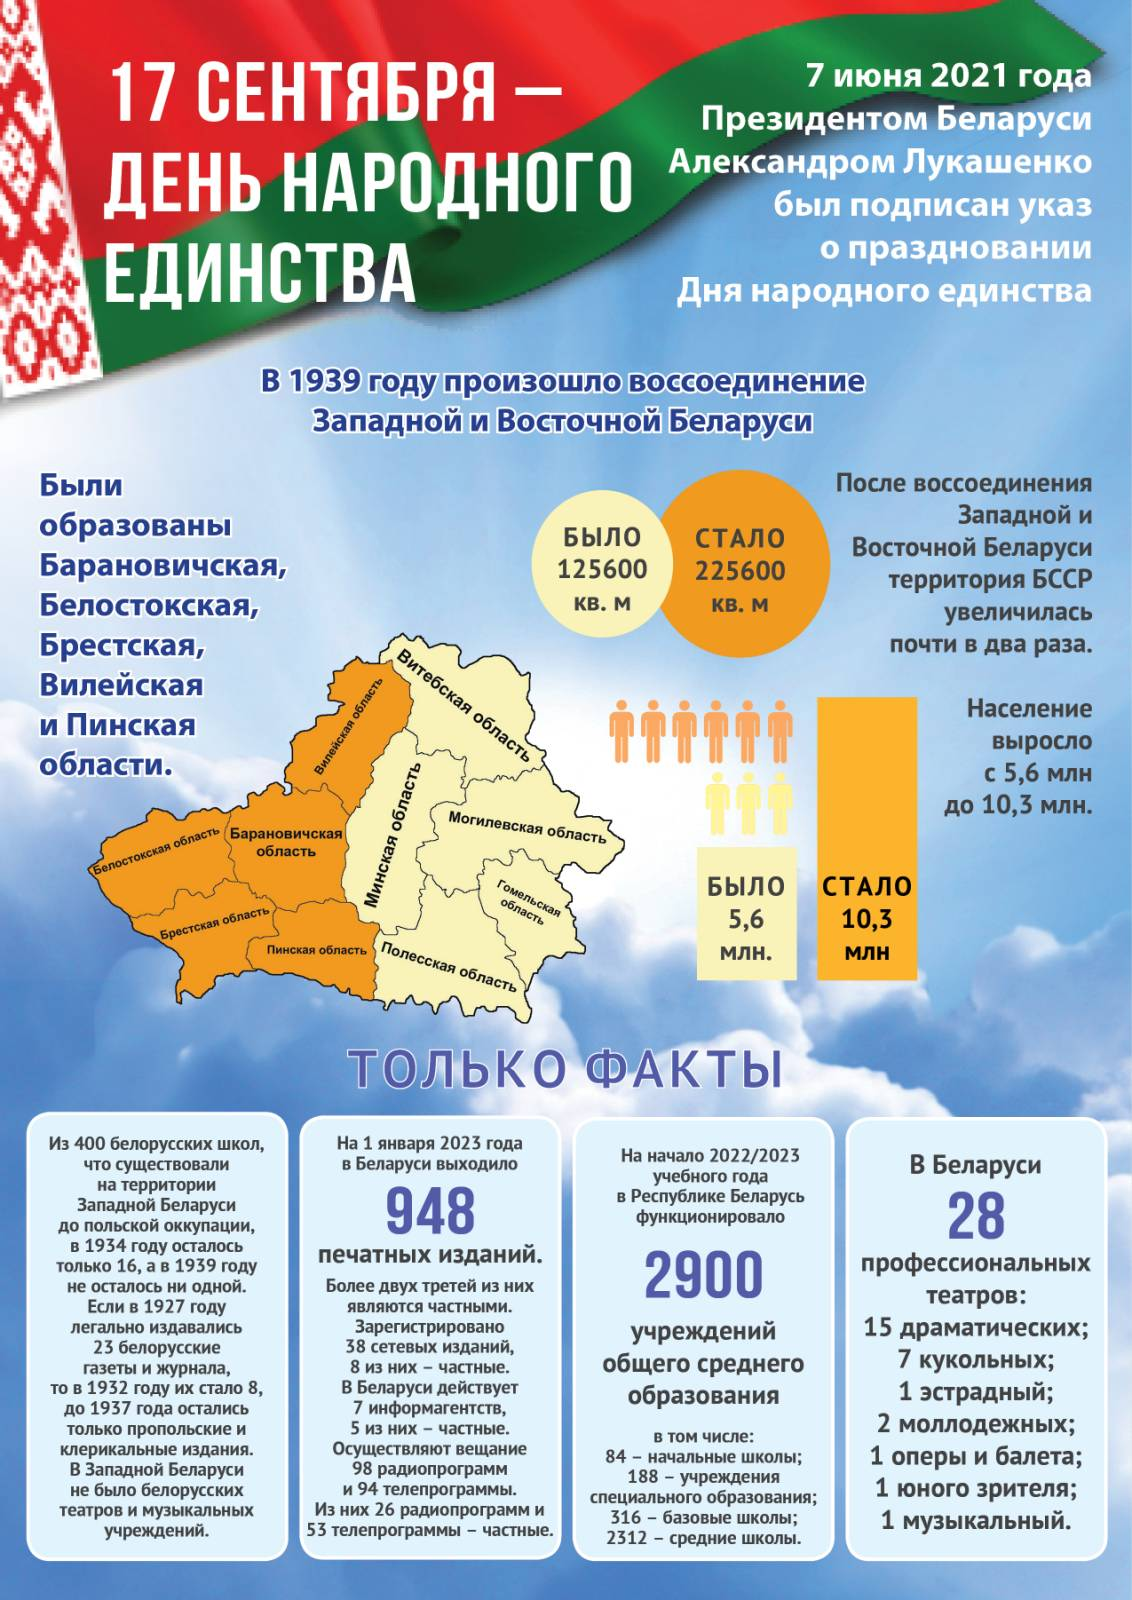 17 СЕНТЯБРЯ –
ДЕНЬ НАРОДНОГО
ЕДИНСТВА
7 июня 2021 года
Президентом Беларуси
Александром Лукашенко
был подписан указ
о праздновании
Дня народного единства
В 1939 году произошло воссоединение
Западной и Восточной Беларуси
Были
образованы
Барановичская,
Белостокская,
Брестская,
Вилейская
и Пинская
области.
БЫЛО
125600
кв. м
СТАЛО
225600
кв. м
После воссоединения
Западной и
Восточной Беларуси
территория БССР
увеличилась
почти в два раза.
Витебская область
Вилейская область
Минская область
Могилевская область
Барановичская
область
Белостокская область
Гомельская
область
Брестская область
Пинская область
Полесская область
Население
выросло
с 5,6 млн
до 10,3 млн.
БЫЛО
5,6
млн.
СТАЛО
10,3
млн
ТОЛЬКО ФАКТЫ
Из 400 белорусских школ,
что существовали
на территории
Западной Беларуси
до польской оккупации,
в 1934 году осталось
только 16, а в 1939 году
не осталось ни одной.
Если в 1927 году
легально издавались
23 белорусские
газеты и журнала,
то в 1932 году их стало 8,
до 1937 года остались
только пропольские и
клерикальные издания.
В Западной Беларуси
не было белорусских
театров и музыкальных
учреждений.
На 1 января 2023 года
в Беларуси выходило
948
печатных изданий.
Более двух третей из них
являются частными.
Зарегистрировано
38 сетевых изданий,
8 из них – частные.
В Беларуси действует
7 информагентств,
5 из них – частные.
Осуществляют вещание
98 радиопрограмм
и 94 телепрограммы.
Из них 26 радиопрограмм и
53 телепрограммы – частные.
На начало 2022/2023
учебного года
в Республике Беларусь
функционировало
2900
учреждений
общего среднего
образования
в том числе:
84 – начальные школы;
188 – учреждения
специального образования;
316 – базовые школы;
2312 – средние школы.
В Беларуси
28
профессиональных
театров:
15 драматических;
7 кукольных;
1 эстрадный;
2 моллодежных;
1 оперы и балета;
1 юного зрителя;
1 музыкальный.